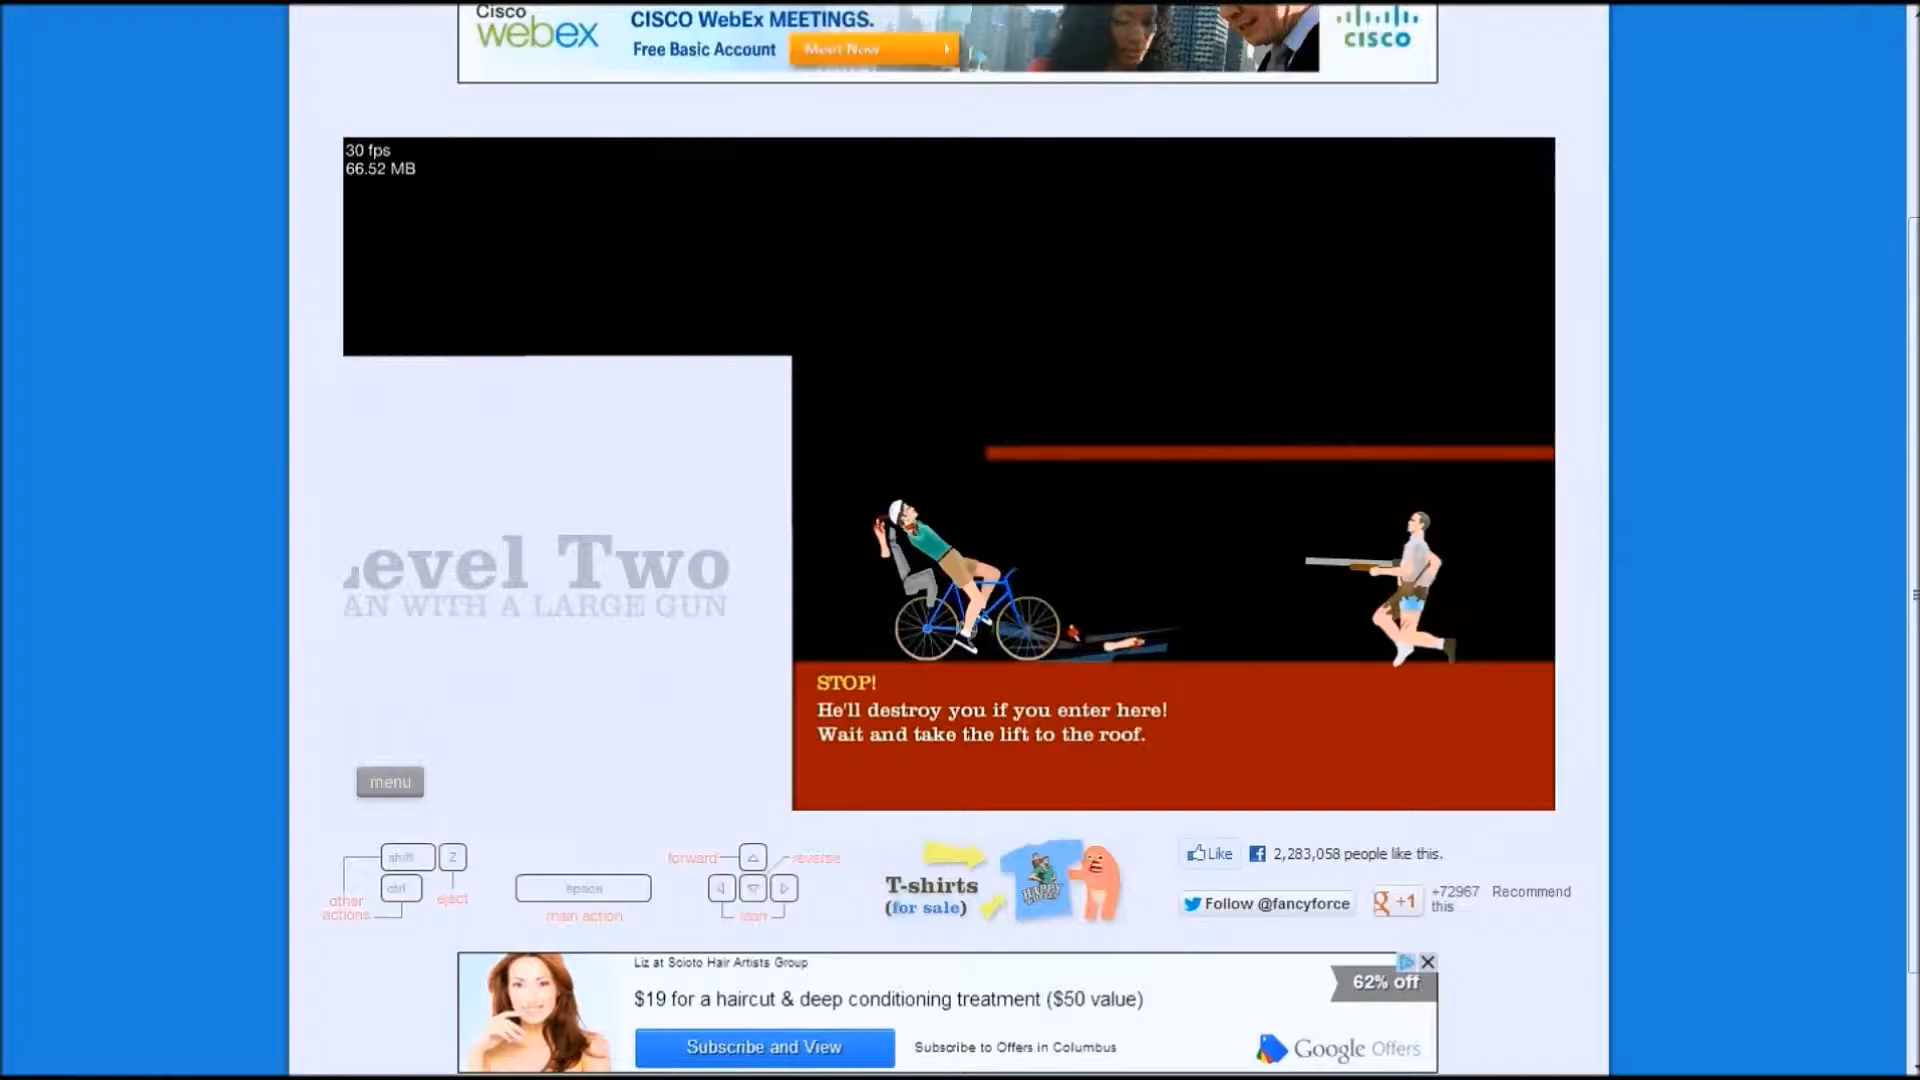 Cisco
webex
CISCO WebEx MEETINGS.
Free Basic Account
Meet Now
CISCO
30 fps
66.52 MB
evel Two
AN WITH A LARGE GUN
STOP!
He'll destroy you if you enter here!
Wait and take the lift to the roof.
menu
shift
Z
ctrl
other
actions
eject
space
main action
forward
reverse
lean
T-shirts
(for sale)
HAPPY
Like
2,283,058 people like this.
Follow @fancyforce
+1
+72967 Recommend
this
Liz at Scioto Hair Artists Group
$19 for a haircut & deep conditioning treatment ($50 value)
62% off
Subscribe and View
Subscribe to Offers in Columbus
Google Offers